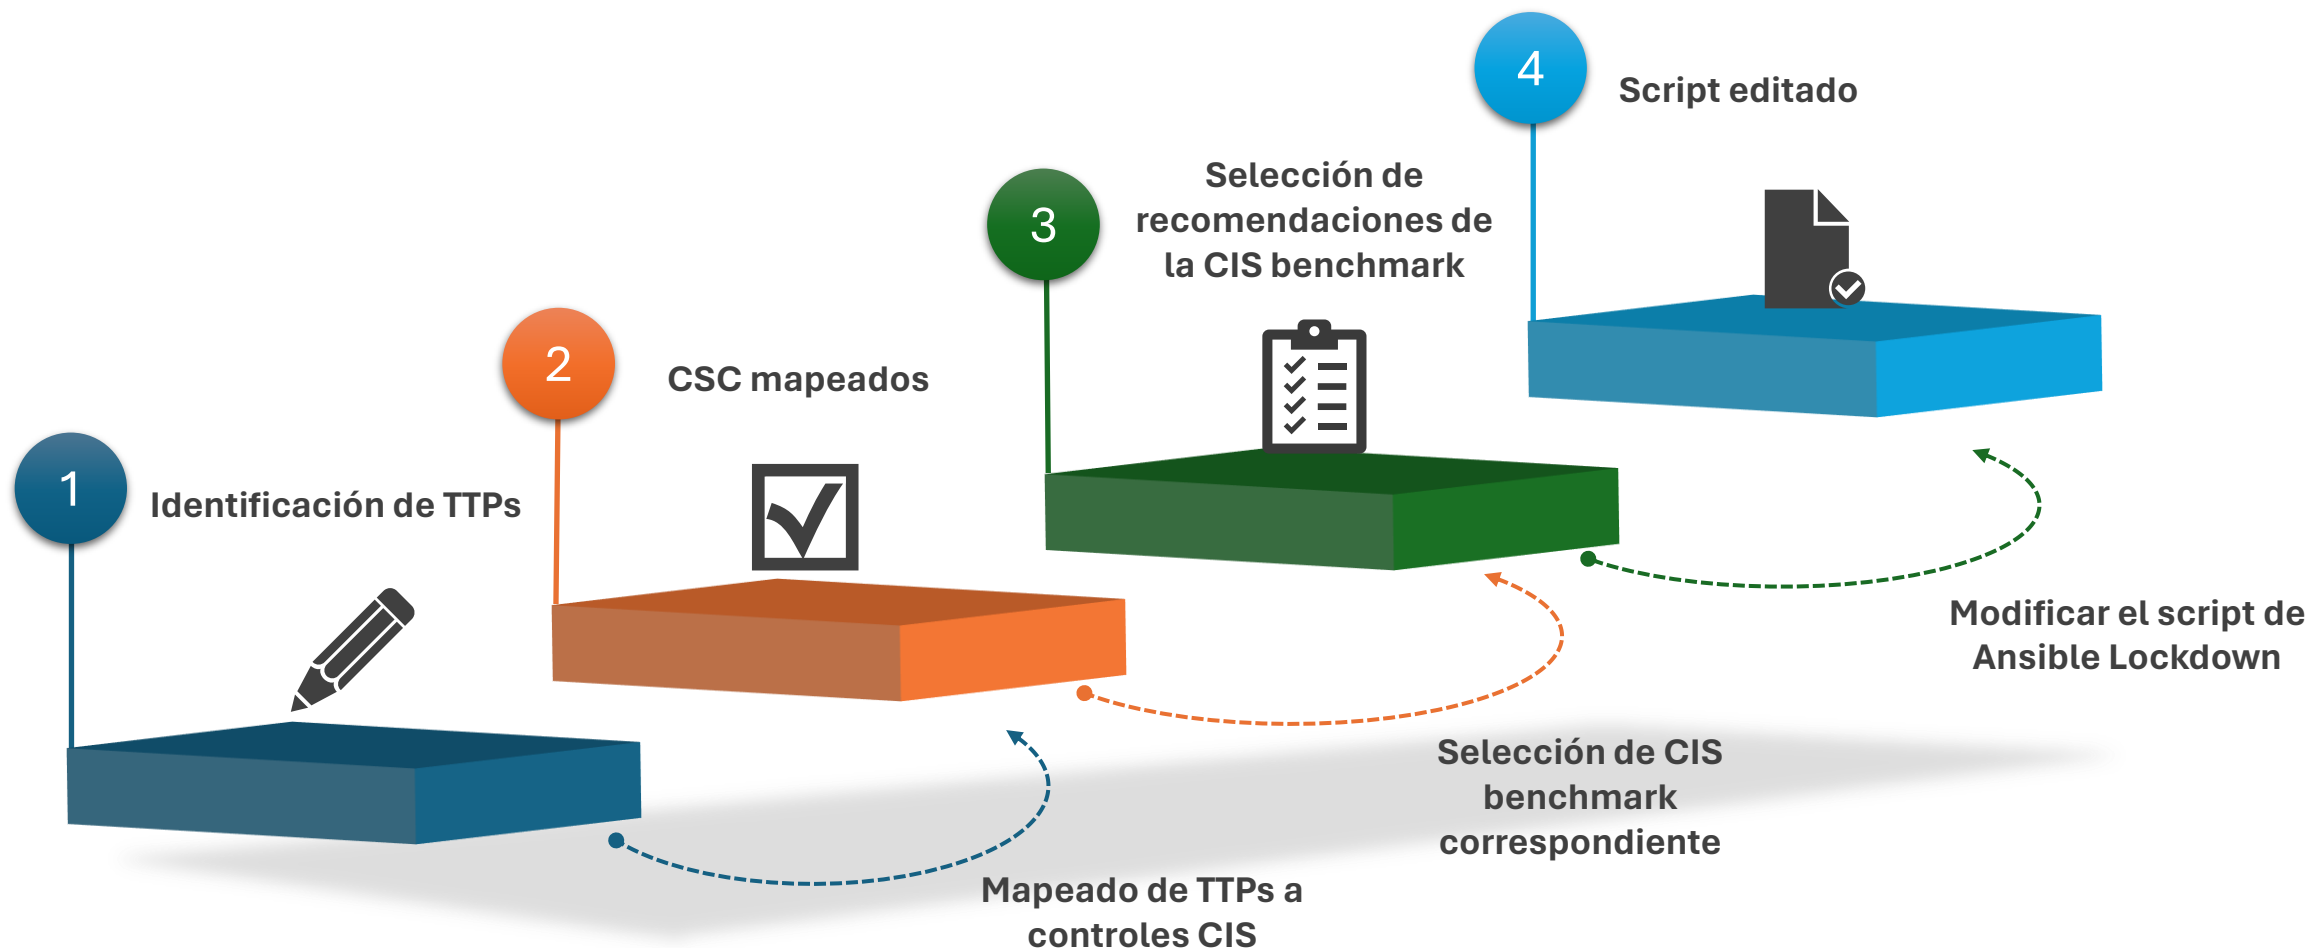 1
Identificación de TTPs
2
CSC mapeados
3
Selección de
recomendaciones de
la CIS benchmark
4
Script editado
Mapeado de TTPs a
controles CIS
Selección de CIS
benchmark
correspondiente
Modificar el script de
Ansible Lockdown